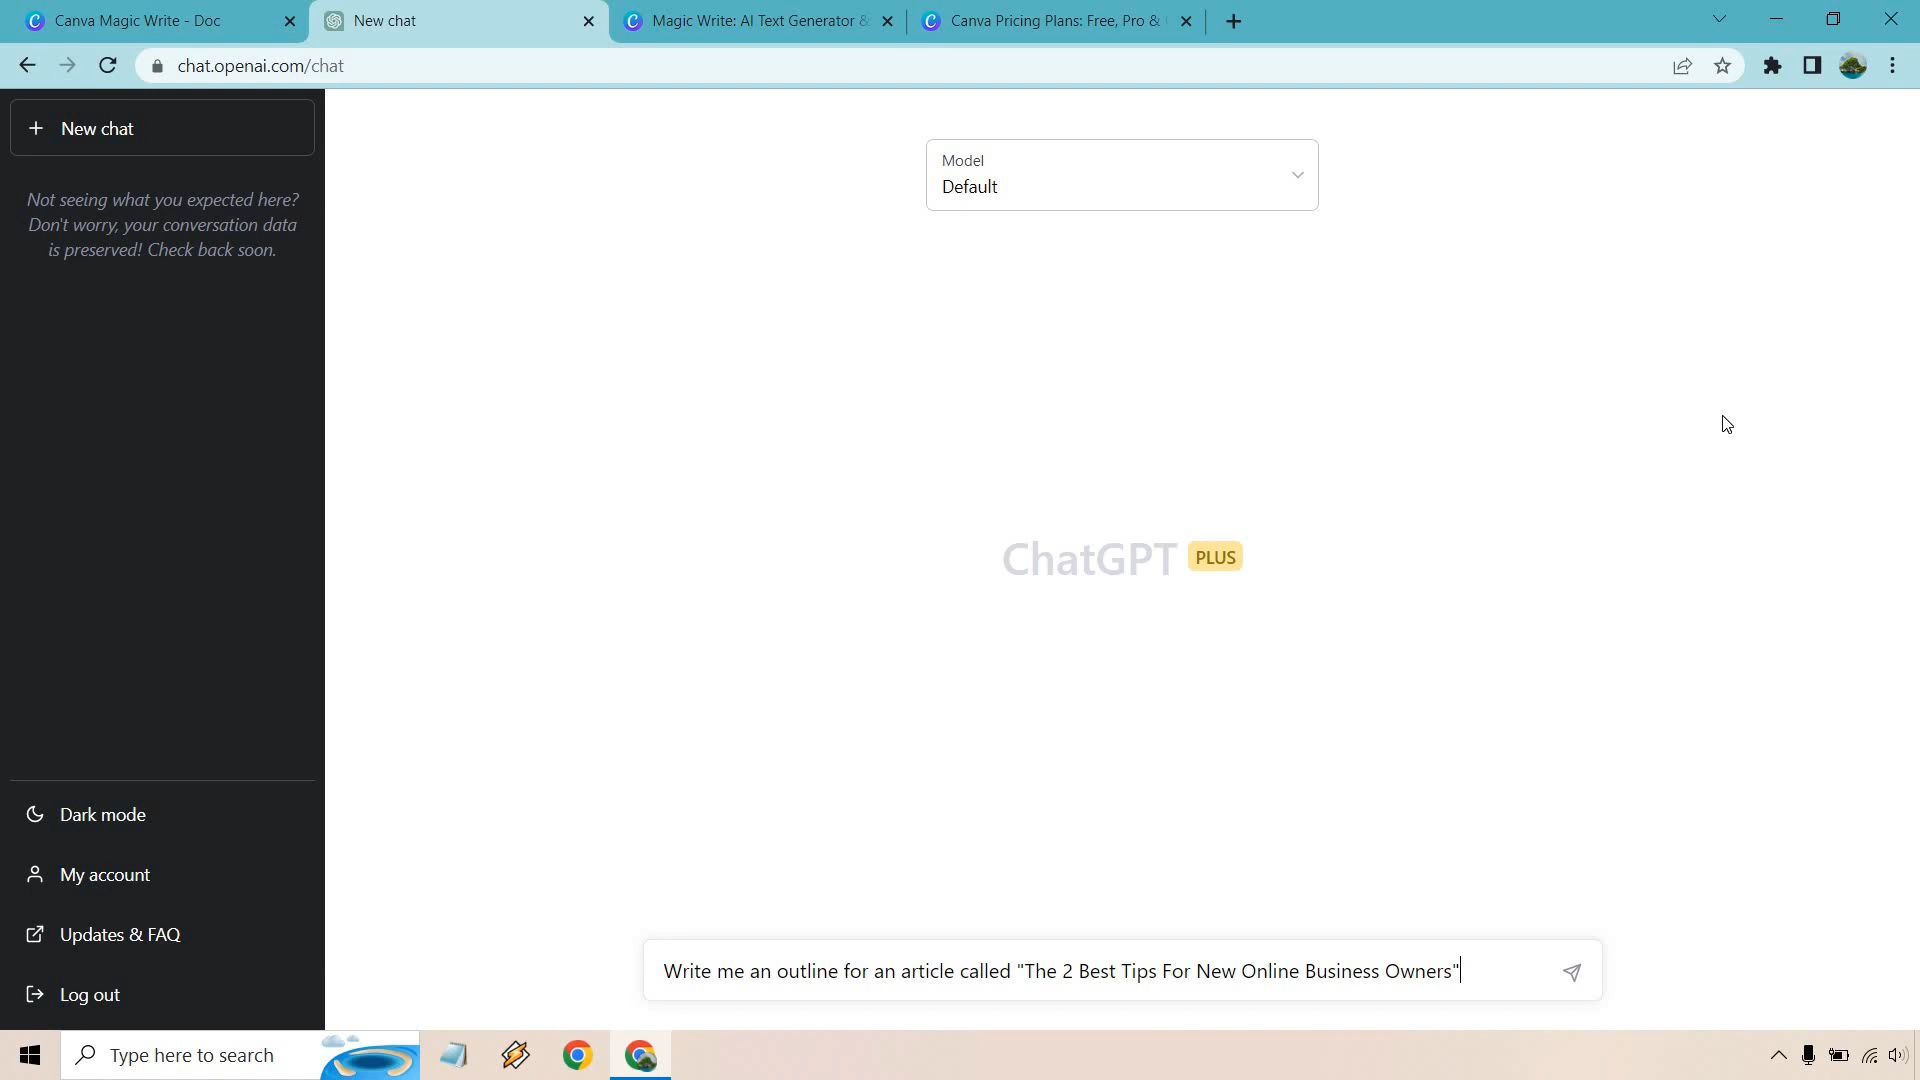 Canva Magic Write - Doc
New chat
Magic Write: AI Text Generator &
Canva Pricing Plans: Free, Pro &
chat.openai.com/chat
New chat
Not seeing what you expected here?
Don't worry, your conversation data
is preserved! Check back soon.
Model
Default
ChatGPT PLUS
Dark mode
My account
Updates & FAQ
Log out
Write me an outline for an article called "The 2 Best Tips For New Online Business Owners"
Type here to search